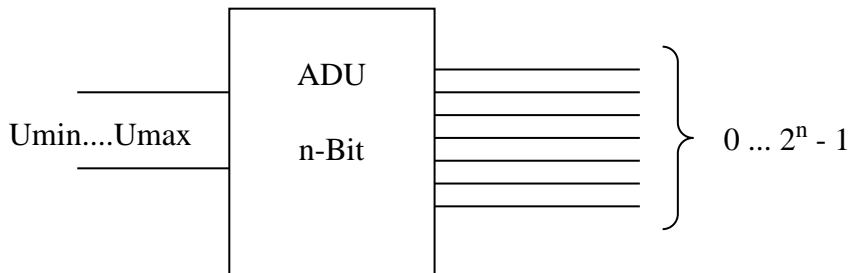 ADU
Umin....Umax
n-Bit
0 ... 2ⁿ - 1